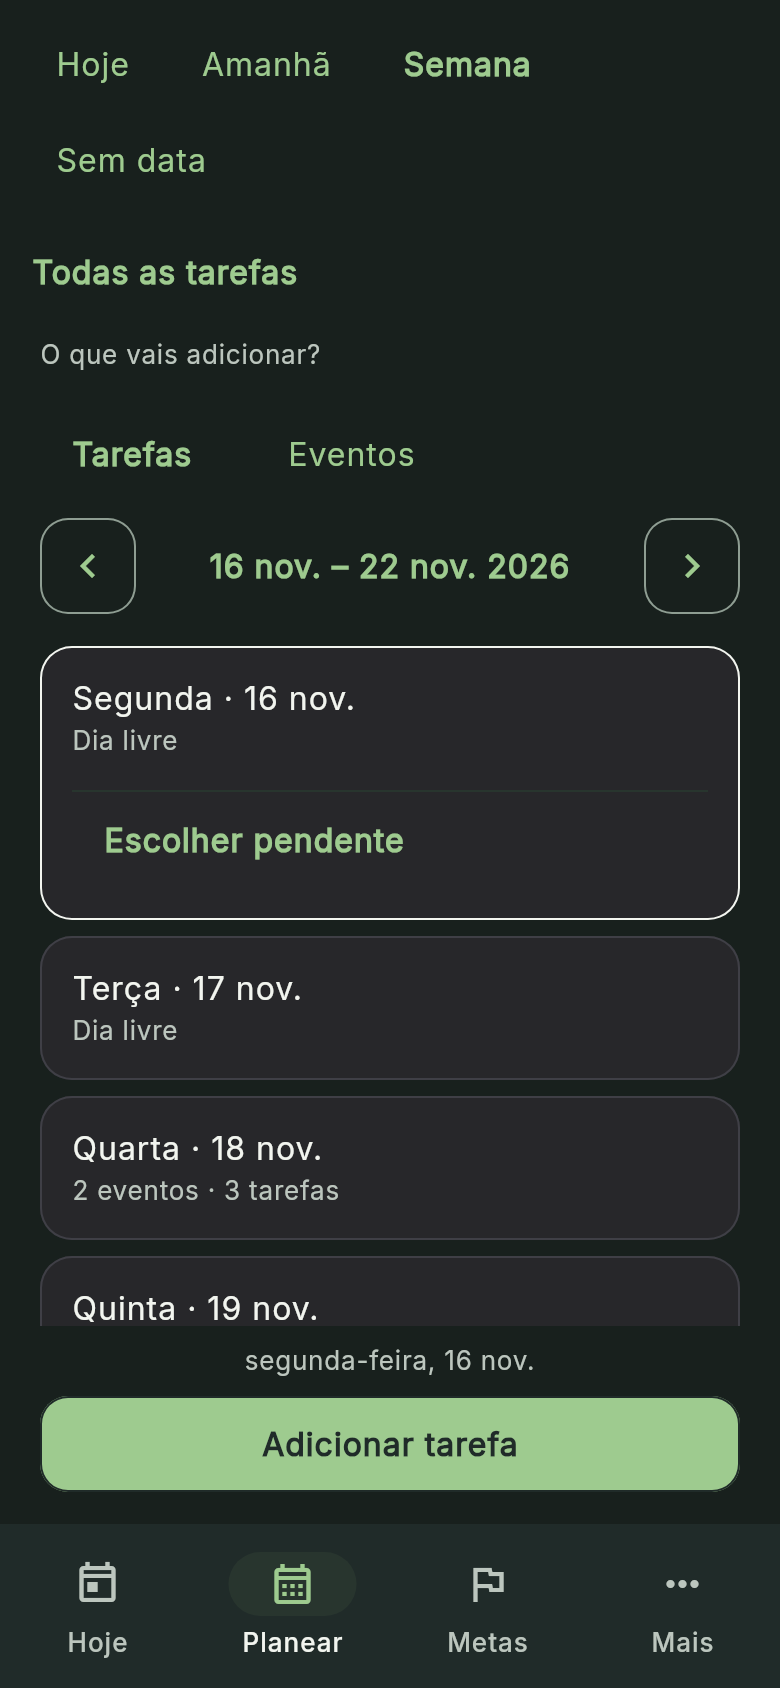 Hoje Amanhã Semana
Sem data
Todas as tarefas
O que vais adicionar?
Tarefas Eventos
16 nov. – 22 nov. 2026
Segunda · 16 nov.
Dia livre
Escolher pendente
Terça · 17 nov.
Dia livre
Quarta · 18 nov.
2 eventos · 3 tarefas
Quinta · 19 nov.
segunda-feira, 16 nov.
Adicionar tarefa
Hoje Planear Metas Mais